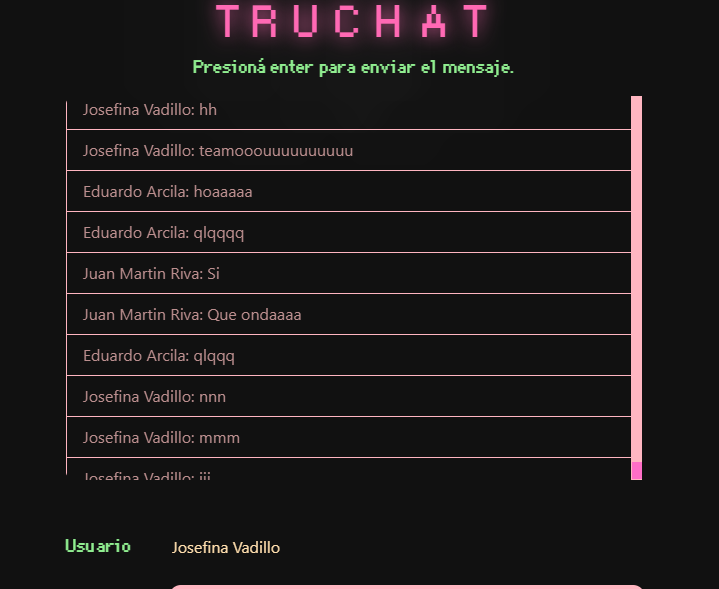 TRUCHAT
Presioná enter para enviar el mensaje.
Josefina Vadillo: hh
Josefina Vadillo: teamooouuuuuuuuuu
Eduardo Arcila: hoaaaaa
Eduardo Arcila: qlqqqq
Juan Martin Riva: Si
Juan Martin Riva: Que ondaaaa
Eduardo Arcila: qlqqq
Josefina Vadillo: nnn
Josefina Vadillo: mmm
Josefina Vadillo:
Usuario Josefina Vadillo